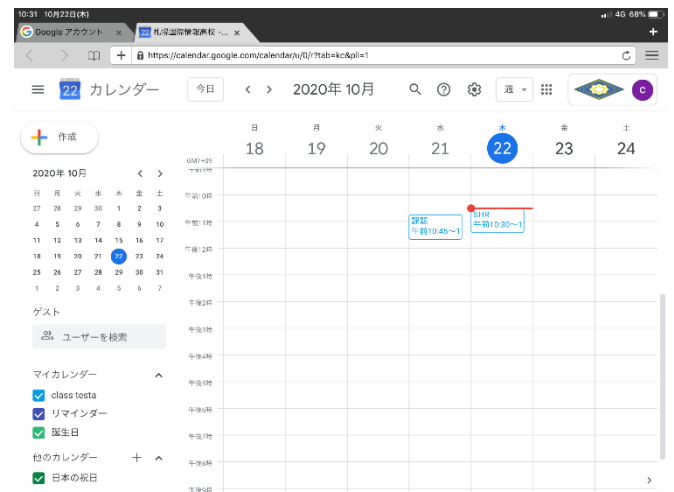 10:31 10月22日(木)
4G 68%
Google アカウント ×
22 札幌国際情報高校 -... ×
https://calendar.google.com/calendar/u/0/r?tab=kc&pli=1
22 カレンダー
今日
2020年 10月
週
C
作成
日 月 火 水 木 金 土
18 19 20 21 22 23 24
GMT+09
2020年 10月
日 月 火 水 木 金 土
27 28 29 30 1 2 3
4 5 6 7 8 9 10
11 12 13 14 15 16 17
18 19 20 21 22 23 24
25 26 27 28 29 30 31
1 2 3 4 5 6 7
ゲスト
ユーザーを検索
マイカレンダー
class testa
リマインダー
誕生日
他のカレンダー
日本の祝日
午前9時
午前10時
午前11時
午後12時
午後1時
午後2時
午後3時
午後4時
午後5時
午後6時
午後7時
午後8時
午後9時
課題
午前10:45～1
SHR
午前10:30～1